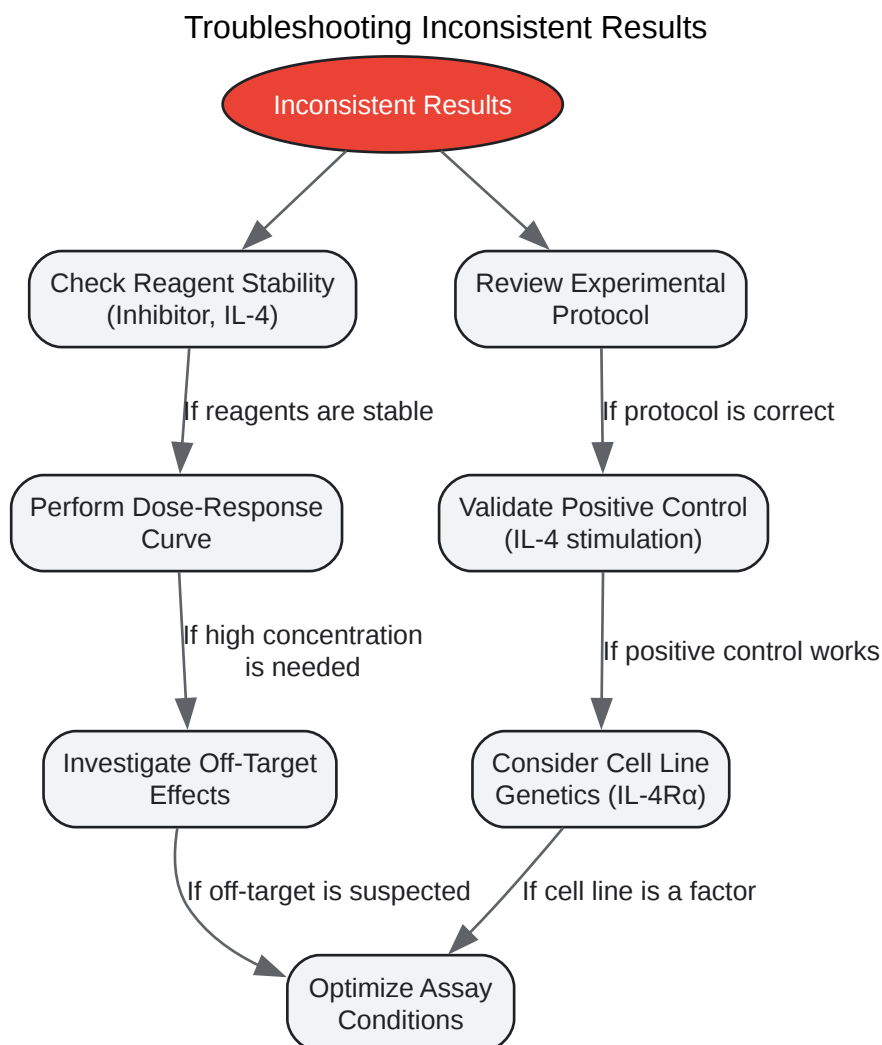 Troubleshooting Inconsistent Results
Inconsistent Results
Check Reagent Stability
(Inhibitor, IL-4)
Review Experimental
Protocol
If reagents are stable
If protocol is correct
Perform Dose-Response
Curve
Validate Positive Control
(IL-4 stimulation)
If high concentration
is needed
If positive control works
Investigate Off-Target
Effects
Consider Cell Line
Genetics (IL-4Rα)
If off-target is suspected
If cell line is a factor
Optimize Assay
Conditions